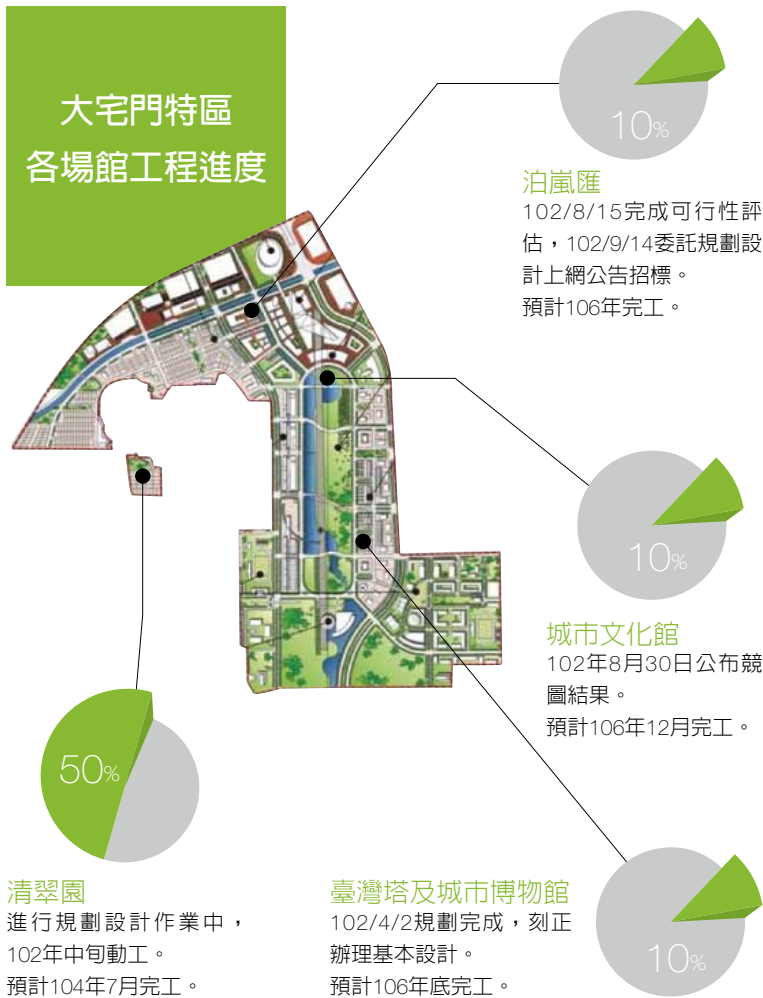 大宅門特區
各場館工程進度
10%
泊嵐匯
102/8/15完成可行性評
估，102/9/14委託規劃設
計上網公告招標。
預計106年完工。
10%
城市文化館
102年8月30日公布競
圖結果。
預計106年12月完工。
50%
清翠園
進行規劃設計作業中，
102年中旬動工。
預計104年7月完工。
臺灣塔及城市博物館
102/4/2規劃完成，刻正
辦理基本設計。
預計106年底完工。
10%